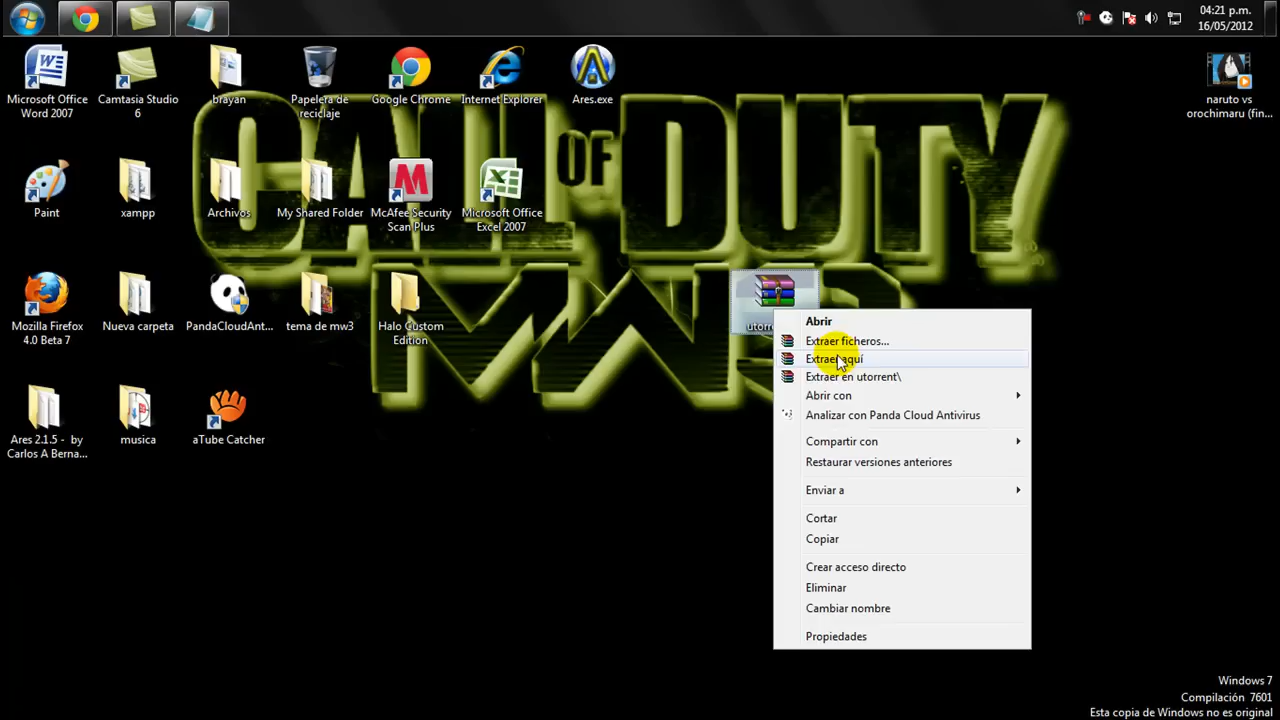 04:21 p.m.
16/05/2012
Microsoft Office
Word 2007
Camtasia Studio
6
brayan
Papelera de
reciclaje
Google Chrome
Internet Explorer
Ares.exe
naruto vs
orochimaru (fin...
CALL OF DUTY
MW3
Paint
xampp
Archivos
My Shared Folder
McAfee Security
Scan Plus
Microsoft Office
Excel 2007
Mozilla Firefox
4.0 Beta 7
Nueva carpeta
PandaCloudAnt...
tema de mw3
Halo Custom
Edition
Ares 2.1.5 - by
Carlos A Berna...
musica
aTube Catcher
Abrir
Extraer ficheros...
Extraer aquí
Extraer en utorrent\
Abrir con
Analizar con Panda Cloud Antivirus
Compartir con
Restaurar versiones anteriores
Enviar a
Cortar
Copiar
Crear acceso directo
Eliminar
Cambiar nombre
Propiedades
Windows 7
Compilación 7601
Esta copia de Windows no es original